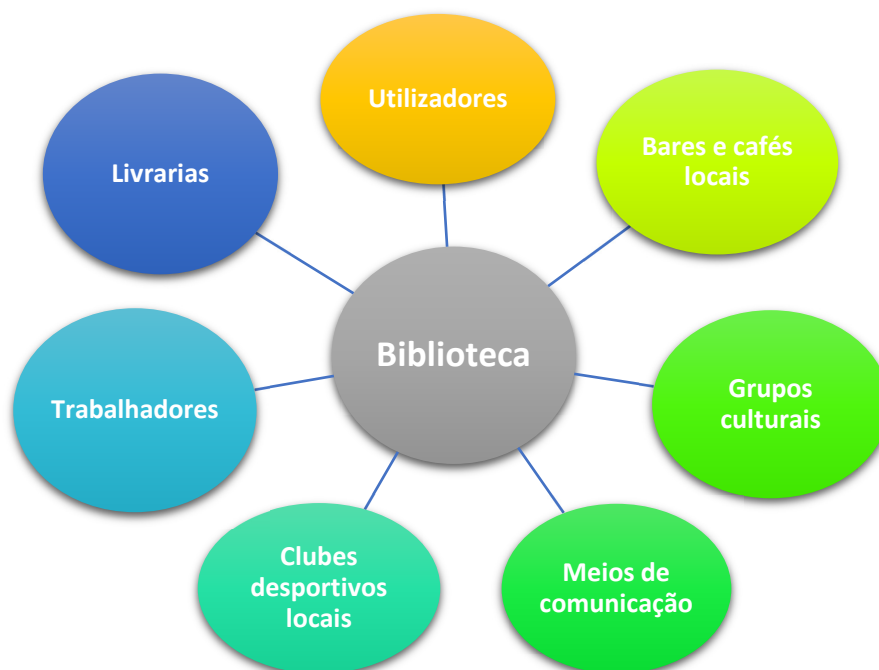 Utilizadores
Bares e cafés
locais
Livrarias
Biblioteca
Grupos
culturais
Trabalhadores
Clubes
desportivos
locais
Meios de
comunicação